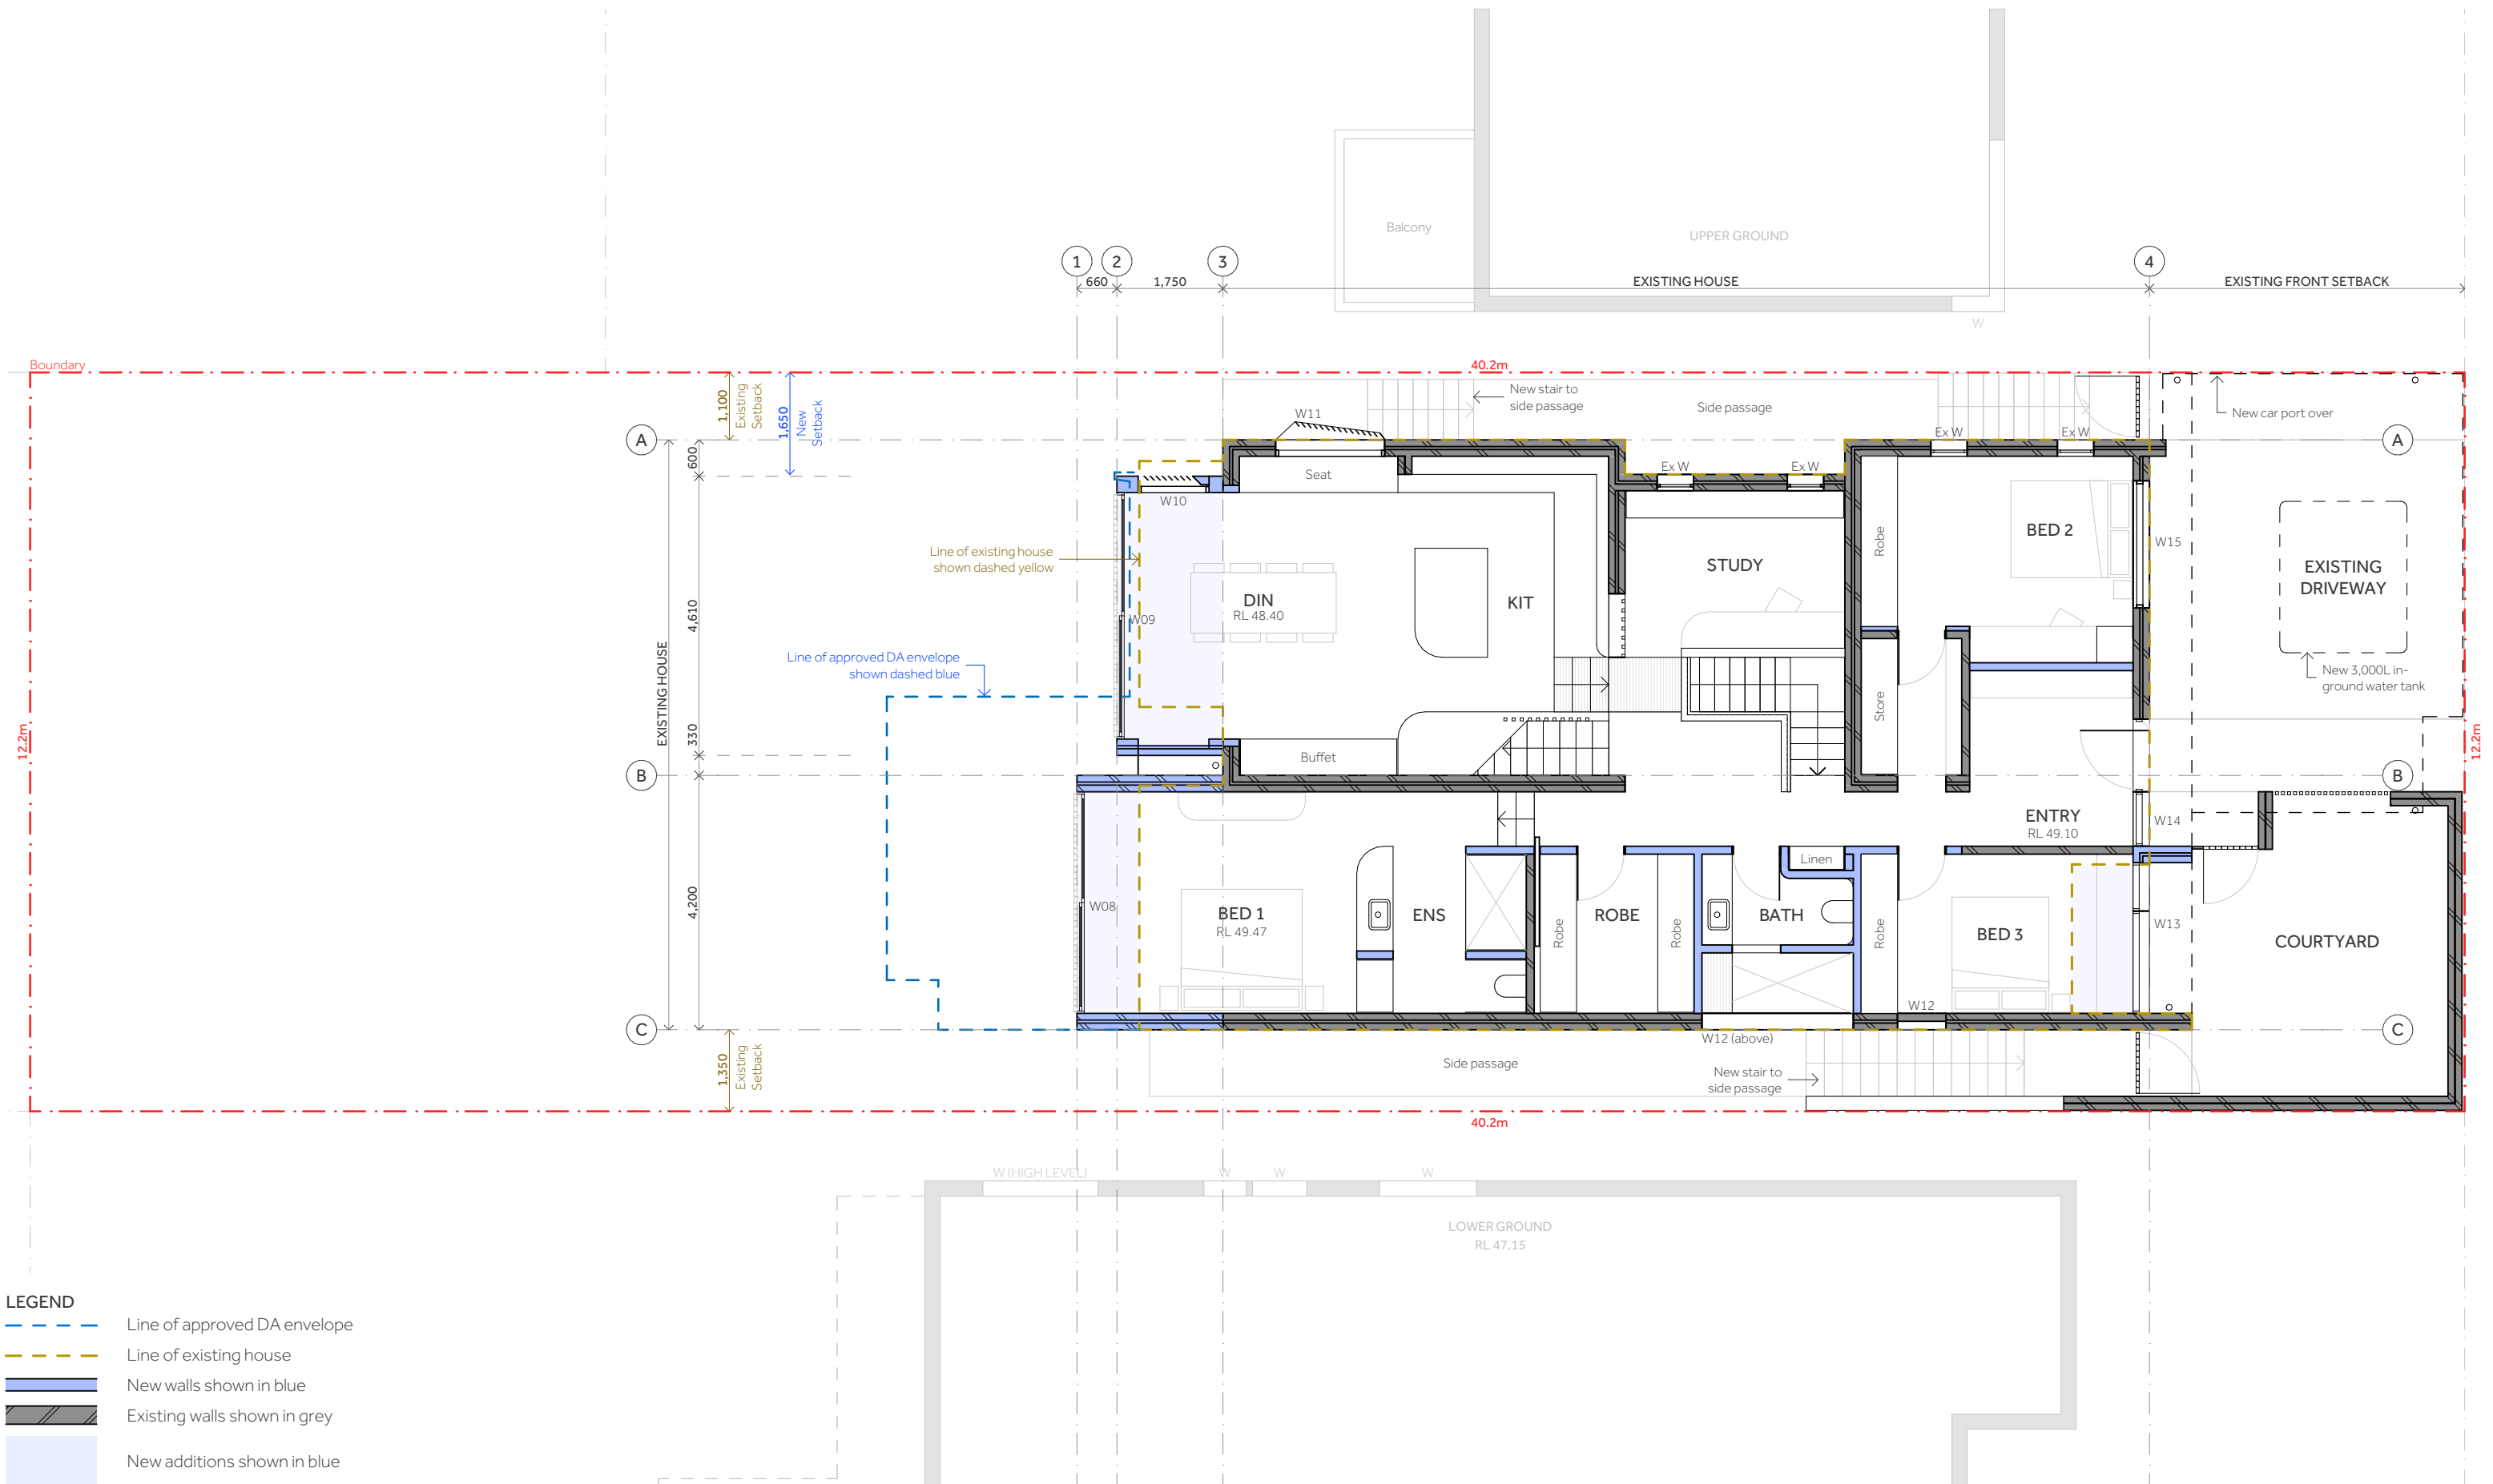 Balcony
UPPER GROUND
W
1
2
3
4
660
1,750
EXISTING HOUSE
EXISTING FRONT SETBACK
Boundary
40.2m
1,100
Existing
Setback
1,650
New
Setback
New stair to
side passage
Side passage
New car port over
W11
A
A
600
Ex W
Ex W
Ex W
Ex W
Seat
W10
Robe
BED 2
W15
Line of existing house
shown dashed yellow
STUDY
EXISTING
DRIVEWAY
DIN
RL 48.40
KIT
W09
4,610
EXISTING HOUSE
Line of approved DA envelope
shown dashed blue
New 3,000L in-
ground water tank
Store
12.2m
12.2m
330
Buffet
B
B
ENTRY
RL 49.10
W14
Linen
4,200
W08
BED 1
RL 49.47
ENS
ROBE
Robe
Robe
BATH
Robe
BED 3
W13
COURTYARD
W12
C
C
W12 (above)
1,350
Existing
Setback
Side passage
New stair to
side passage
40.2m
W (HIGH LEVEL)
W
W
W
LOWER GROUND
RL 47.15
LEGEND
Line of approved DA envelope
Line of existing house
New walls shown in blue
Existing walls shown in grey
New additions shown in blue